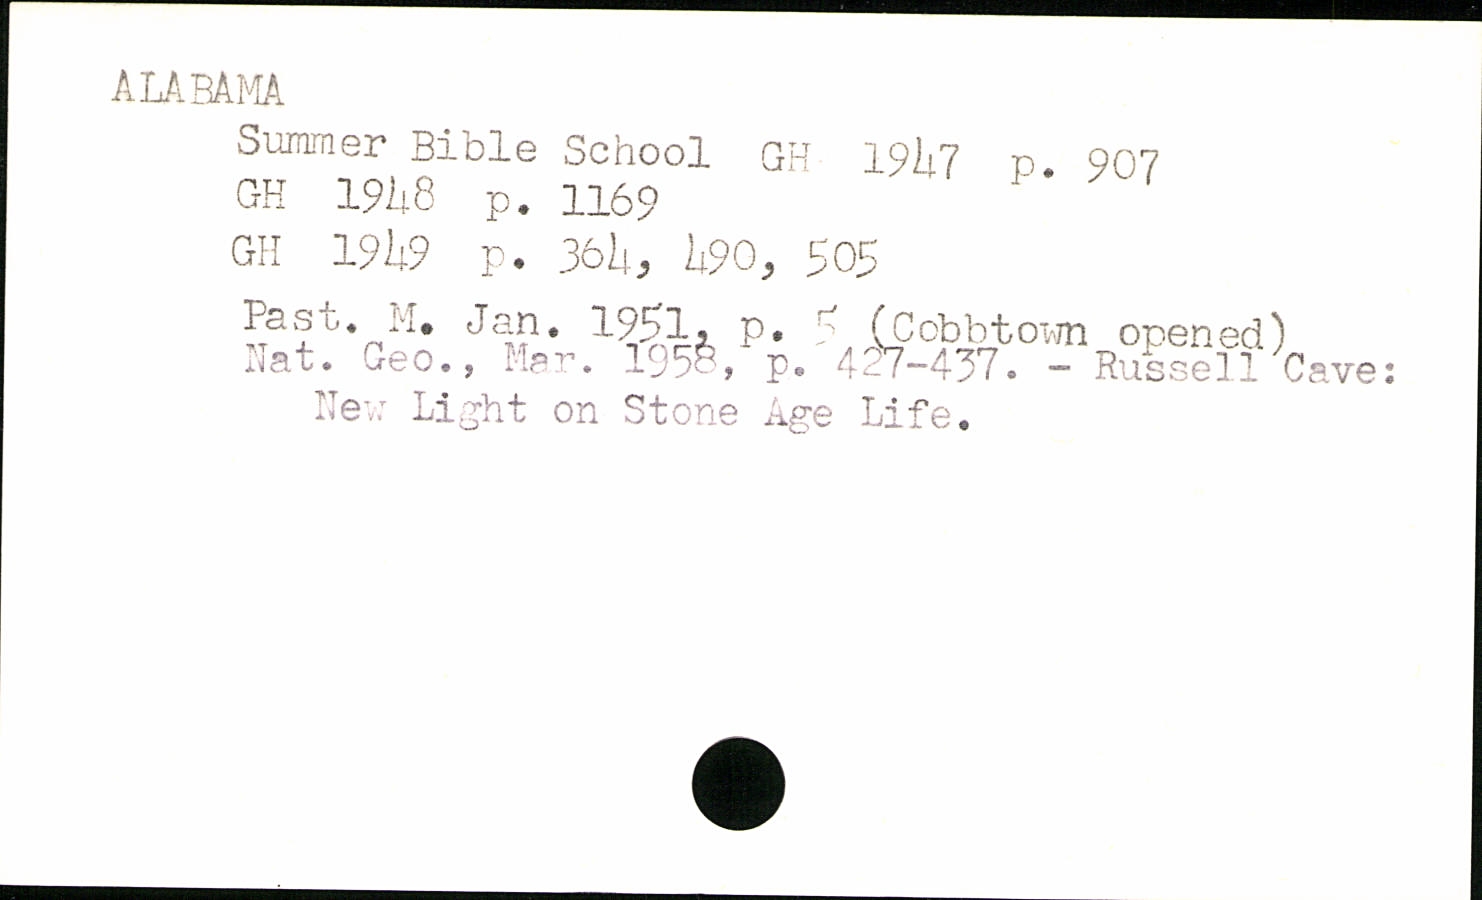 ALABAMA
Summer Bible School GH 1947 p. 907
GH 1948 p. 1169
GH 1949 p. 364, 490, 505
Past. M. Jan. 1951, p. 5 (Cobbtown opened)
Nat. Geo., Mar. 1958, p. 427-437. - Russell Cave:
New Light on Stone Age Life.